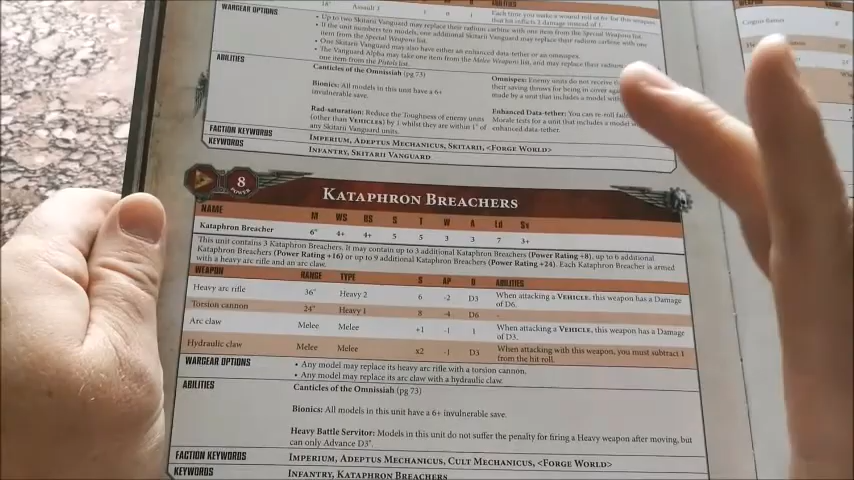 WARGEAR OPTIONS
18" Assault 3
• Up to two Skitarii Vanguard may replace their radium carbine with one item from the Special Weapons list.
• If the unit numbers ten models, one additional Skitarii Vanguard may replace their radium carbine with one
item from the Special Weapons list.
• One Skitarii Vanguard may also have either an enhanced data-tether or an omnispex.
• The Vanguard Alpha may take one item from the Melee Weapons list, and may replace their radium
one item from the Pistols list.
ABILITIES
Canticles of the Omnissiah (pg 73)
Bionics: All models in this unit have a 6+
invulnerable save.
Rad-saturation: Reduce the Toughness of enemy units
(other than VEHICLES) by 1 whilst they are within 1" of
any Skitarii Vanguard units.
Omnispex: Enemy units do not receive
their saving throws for being in cover
made by a unit that includes a model
Enhanced Data-tether: You can re-roll failed
Morale tests for a unit that includes a model
enhanced data-tether.
FACTION KEYWORDS IMPERIUM, ADEPTUS MECHANICUS, SKITARII, <FORGE WORLD>
KEYWORDS INFANTRY, SKITARII VANGUARD
8
POWER
KATAPHRON BREACHERS
NAME M WS BS S T W A Ld Sv
Kataphron Breacher 6" 4+ 4+ 5 5 3 3 7 3+
This unit contains 3 Kataphron Breachers. It may contain up to 3 additional Kataphron Breachers (Power Rating +8), up to 6 additional
Kataphron Breachers (Power Rating +16) or up to 9 additional Kataphron Breachers (Power Rating +24). Each Kataphron Breacher is armed
with a heavy arc rifle and an arc claw.
WEAPON RANGE TYPE S AP D ABILITIES
Heavy arc rifle 36" Heavy 2 6 -2 D3 When attacking a VEHICLE, this weapon has a Damage
of D6.
Torsion cannon 24" Heavy 1 8 -4 D6 -
Arc claw Melee Melee +1 -1 1 When attacking a VEHICLE, this weapon has a Damage
of D3.
Hydraulic claw Melee Melee x2 -1 D3 When attacking with this weapon, you must subtract 1
from the hit roll.
WARGEAR OPTIONS
• Any model may replace its heavy arc rifle with a torsion cannon.
• Any model may replace its arc claw with a hydraulic claw.
ABILITIES
Canticles of the Omnissiah (pg 73)
Bionics: All models in this unit have a 6+ invulnerable save.
Heavy Battle Servitor: Models in this unit do not suffer the penalty for firing a Heavy weapon after moving, but
can only Advance D3".
FACTION KEYWORDS IMPERIUM, ADEPTUS MECHANICUS, CULT MECHANICUS, <FORGE WORLD>
KEYWORDS INFANTRY, KATAPHRON BREACHERS